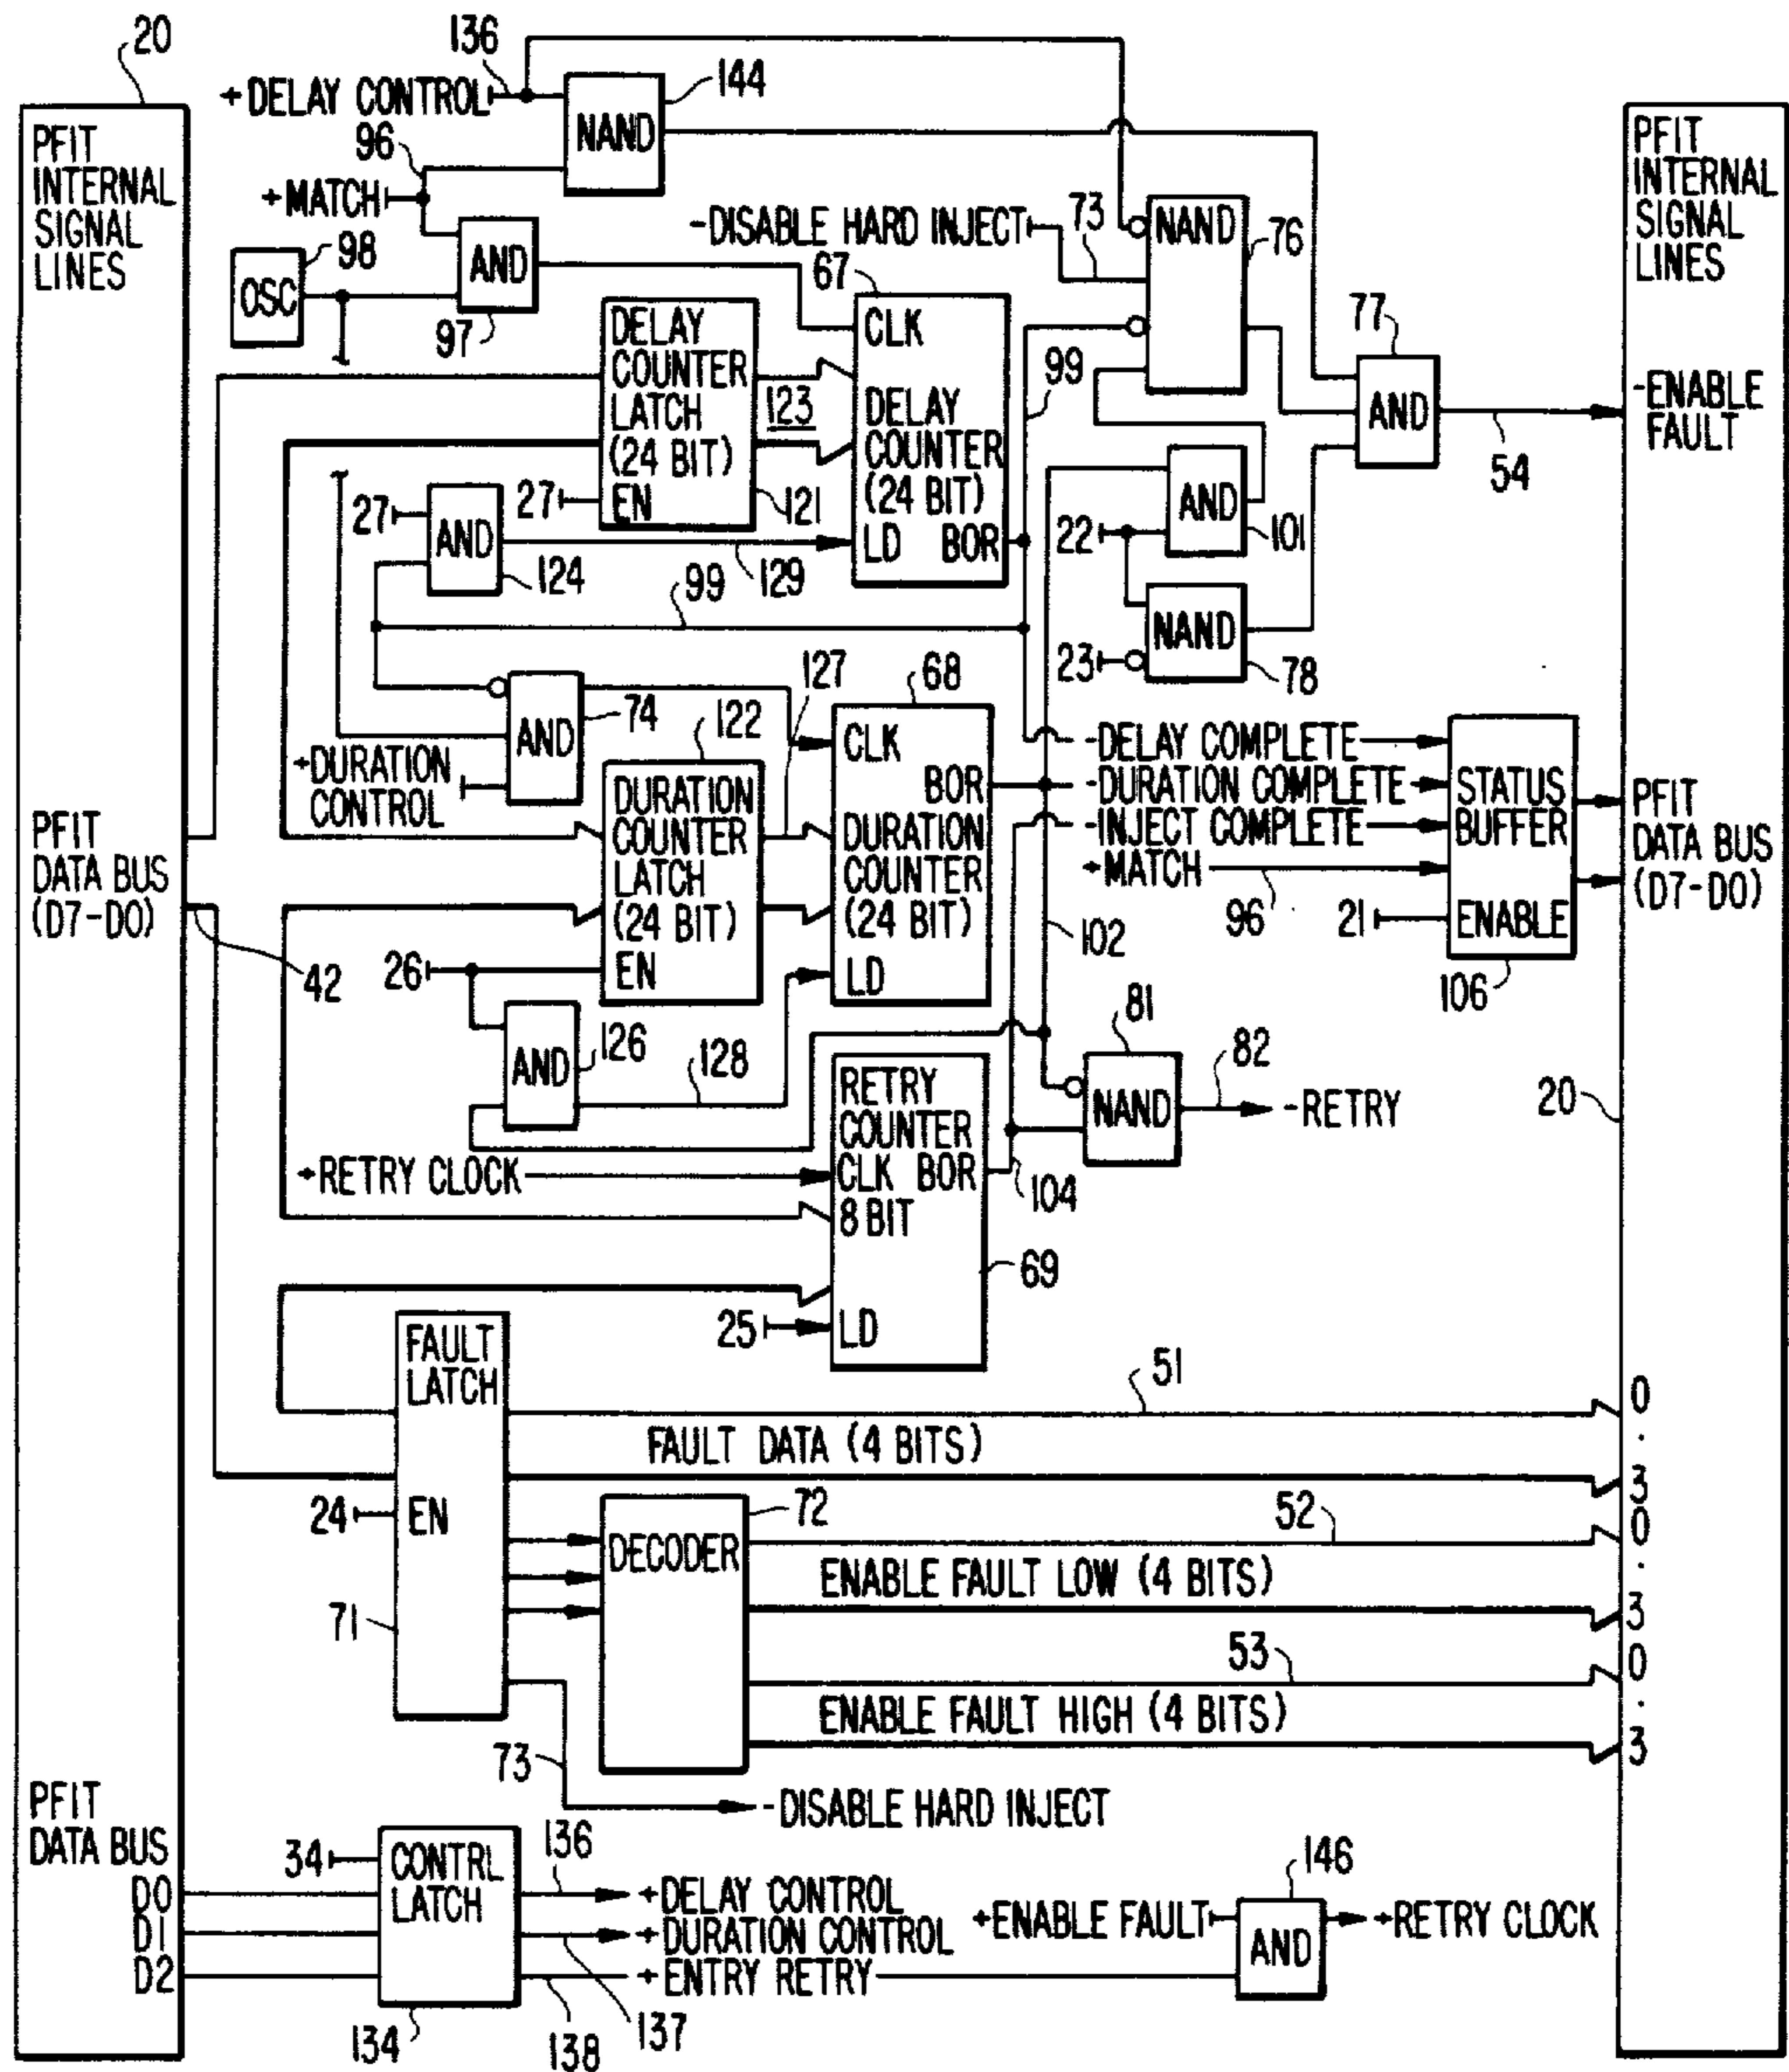 20
PFIT
INTERNAL
SIGNAL
LINES
PFIT
DATA BUS
(D7-D0)
42
PFIT
DATA BUS
D0
D1
D2
136
+DELAY CONTROL
144
NAND
96
+MATCH
98
OSC
AND
97
-DISABLE HARD INJECT
73
NAND
76
67
CLK
DELAY
COUNTER
(24 BIT)
LD BOR
DELAY
COUNTER
LATCH
(24 BIT)
EN
123
27
121
27
AND
124
129
99
99
77
AND
54
AND
101
22
NAND
23
78
74
AND
+DURATION
CONTROL
122
127
DURATION
COUNTER
LATCH
(24 BIT)
EN
26
AND
126
128
68
CLK
BOR
DURATION
COUNTER
(24 BIT)
LD
102
-DELAY COMPLETE
-DURATION COMPLETE
-INJECT COMPLETE
+MATCH
96
21
STATUS
BUFFER
ENABLE
106
81
NAND
82
-RETRY
RETRY
COUNTER
CLK BOR
8 BIT
LD
+RETRY CLOCK
104
69
25
FAULT
LATCH
EN
24
71
51
FAULT DATA (4 BITS)
72
DECODER
52
ENABLE FAULT LOW (4 BITS)
53
ENABLE FAULT HIGH (4 BITS)
73
-DISABLE HARD INJECT
34
CONTRL
LATCH
134
136
+DELAY CONTROL
+DURATION CONTROL
+ENTRY RETRY
137
138
+ENABLE FAULT
146
AND
+RETRY CLOCK
PFIT
INTERNAL
SIGNAL
LINES
-ENABLE
FAULT
PFIT
DATA BUS
(D7-D0)
20
0
.
3
0
.
3
0
.
3